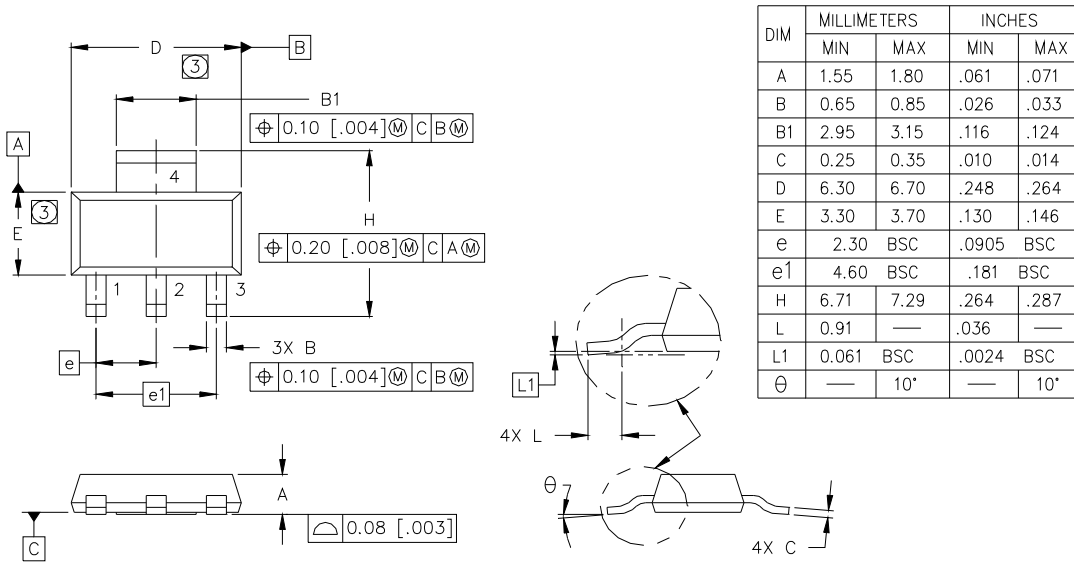 D
B
③
B1
⌖ 0.10 [.004]Ⓜ C BⓂ
A
4
③
E
H
⌖ 0.20 [.008]Ⓜ C AⓂ
1 2 3
3X B
e
⌖ 0.10 [.004]Ⓜ C BⓂ
e1
L1
4X L
A
⌓ 0.08 [.003]
C
θ
4X C
DIM MILLIMETERS INCHES
MIN MAX MIN MAX
A 1.55 1.80 .061 .071
B 0.65 0.85 .026 .033
B1 2.95 3.15 .116 .124
C 0.25 0.35 .010 .014
D 6.30 6.70 .248 .264
E 3.30 3.70 .130 .146
e 2.30 BSC .0905 BSC
e1 4.60 BSC .181 BSC
H 6.71 7.29 .264 .287
L 0.91 — .036 —
L1 0.061 BSC .0024 BSC
θ — 10° — 10°